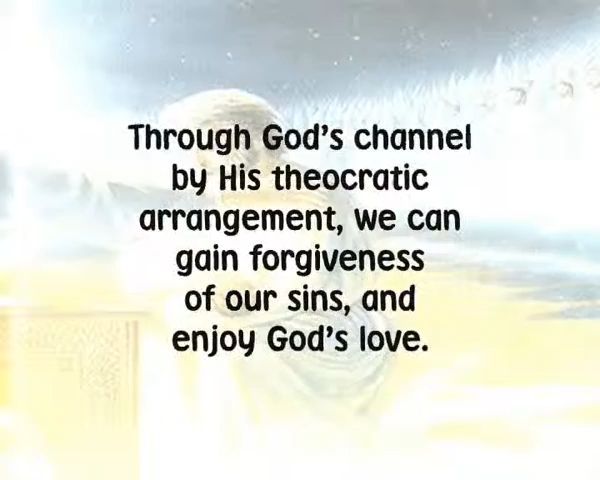 Through God's channel
by His theocratic
arrangement, we can
gain forgiveness
of our sins, and
enjoy God's love.